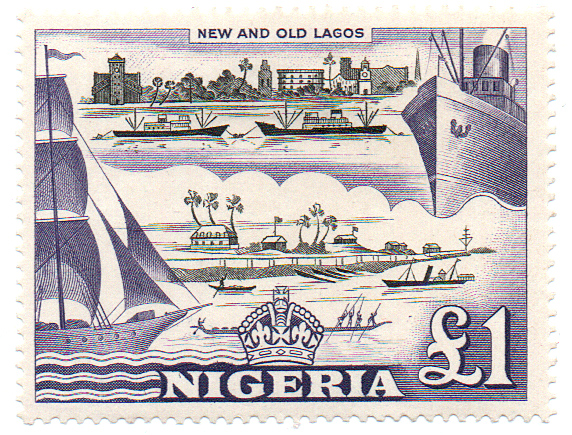 NEW AND OLD LAGOS
£1
NIGERIA